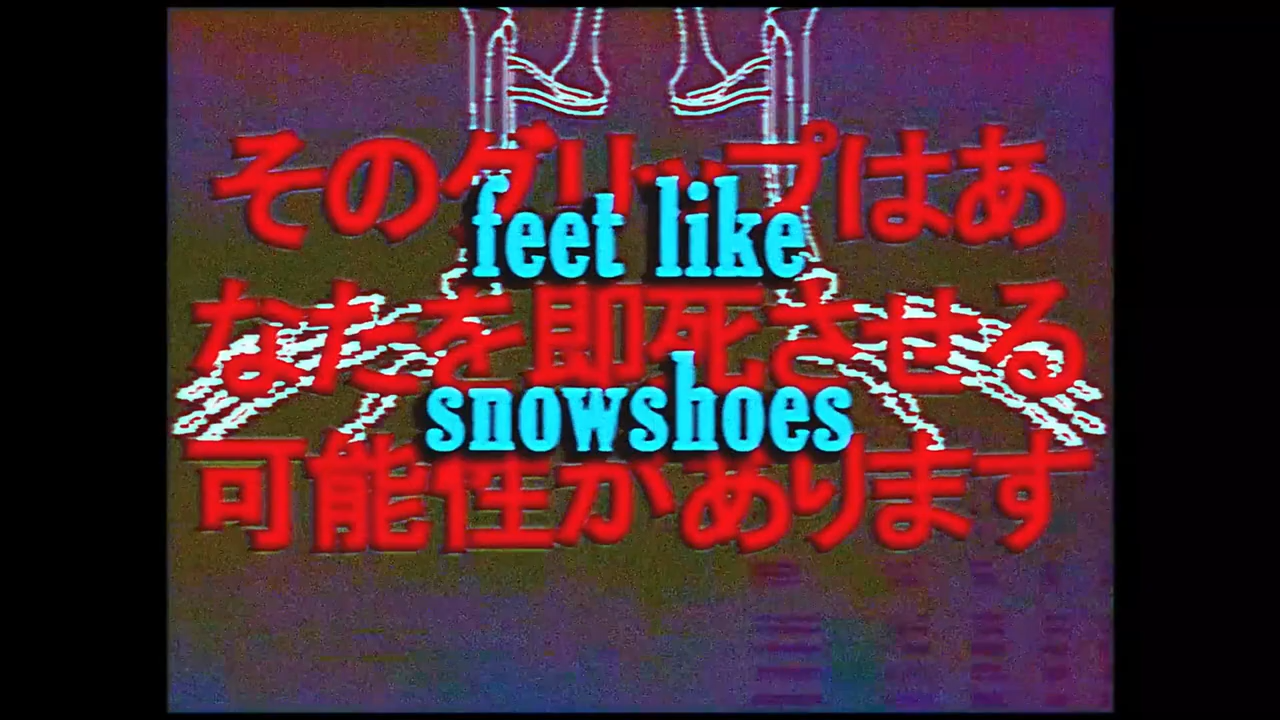 そのグリップはあ
feet like
なたを即死させる
snowshoes
可能性があります